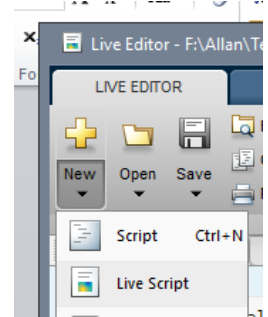 Live Editor - F:\Allan\Te
Fo
LIVE EDITOR
New Open Save
Script Ctrl+N
Live Script